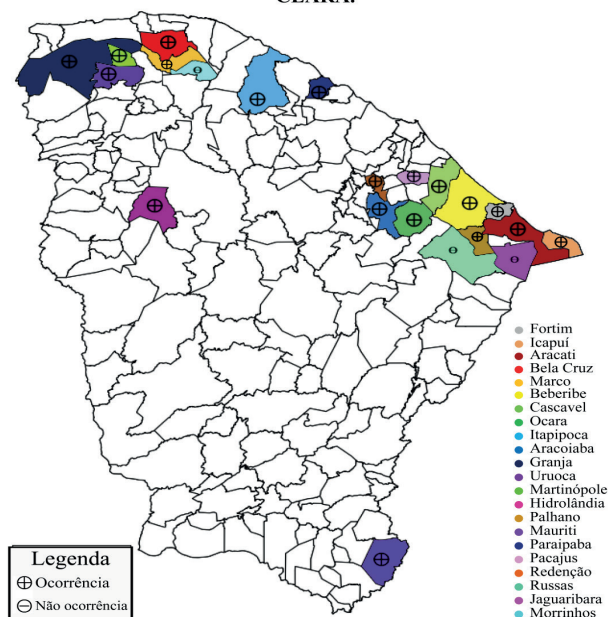 CEARÁ.
Fortim
Icapuí
Aracati
Bela Cruz
Marco
Beberibe
Cascavel
Ocara
Itapipoca
Aracoiaba
Granja
Uruoca
Martinópole
Hidrolândia
Palhano
Mauriti
Paraipaba
Pacajus
Redenção
Russas
Jaguaribara
Morrinhos
Legenda
Ocorrência
Não ocorrência